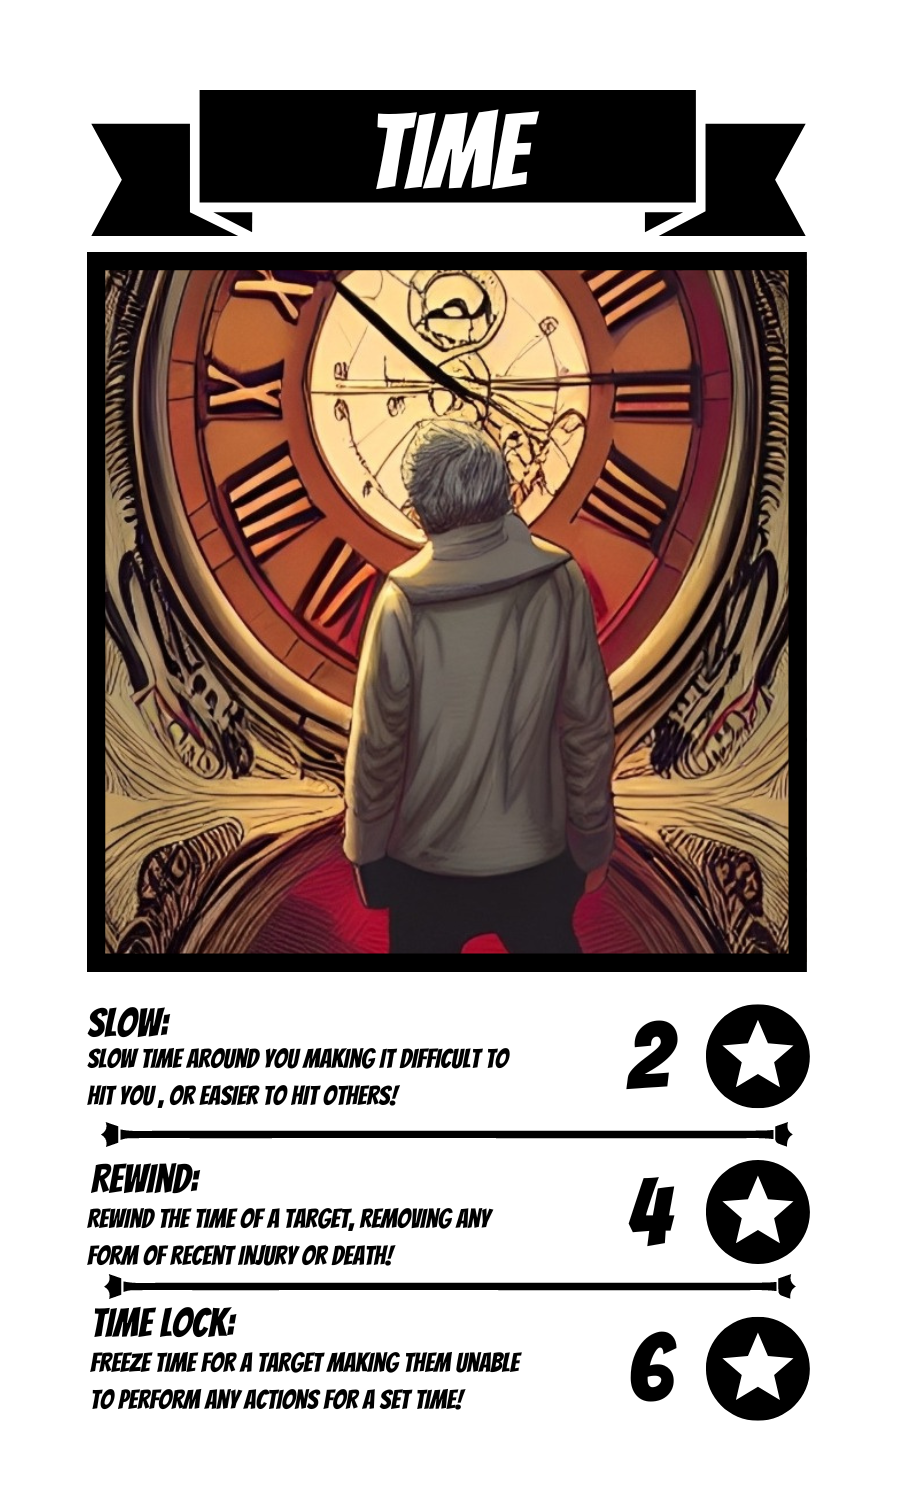 TIME
SLOW:
SLOW TIME AROUND YOU MAKING IT DIFFICULT TO
HIT YOU , OR EASIER TO HIT OTHERS!
2
REWIND:
REWIND THE TIME OF A TARGET, REMOVING ANY
FORM OF RECENT INJURY OR DEATH!
4
TIME LOCK:
FREEZE TIME FOR A TARGET MAKING THEM UNABLE
TO PERFORM ANY ACTIONS FOR A SET TIME!
6